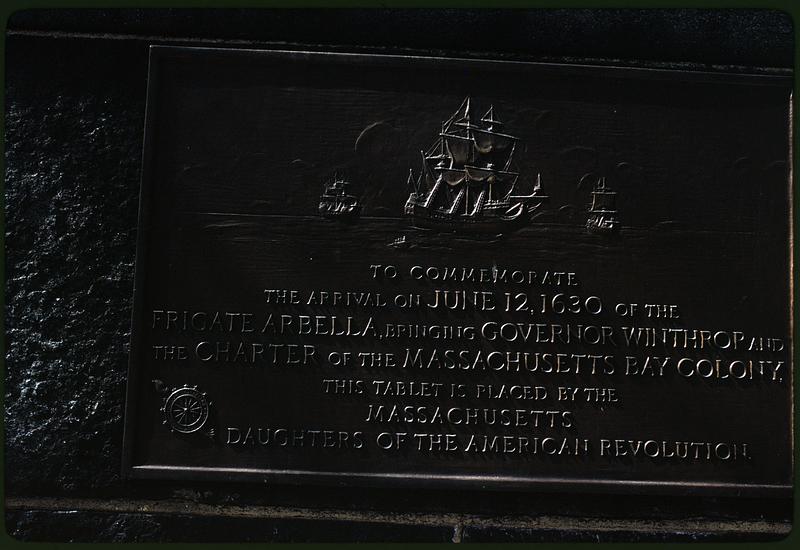 TO COMMEMORATE
THE ARRIVAL ON JUNE 12, 1630 OF THE
FRIGATE ARBELLA, BRINGING GOVERNOR WINTHROP AND
THE CHARTER OF THE MASSACHUSETTS BAY COLONY,
THIS TABLET IS PLACED BY THE
MASSACHUSETTS
DAUGHTERS OF THE AMERICAN REVOLUTION.